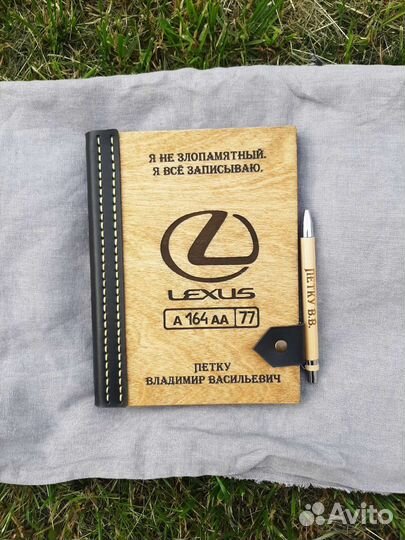 Я НЕ ЗЛОПАМЯТНЫЙ.
Я ВСЁ ЗАПИСЫВАЮ.
LEXUS
А 164 АА 77
ПЕТКУ
ВЛАДИМИР ВАСИЛЬЕВИЧ
ПЕТКУ В.В.
Avito